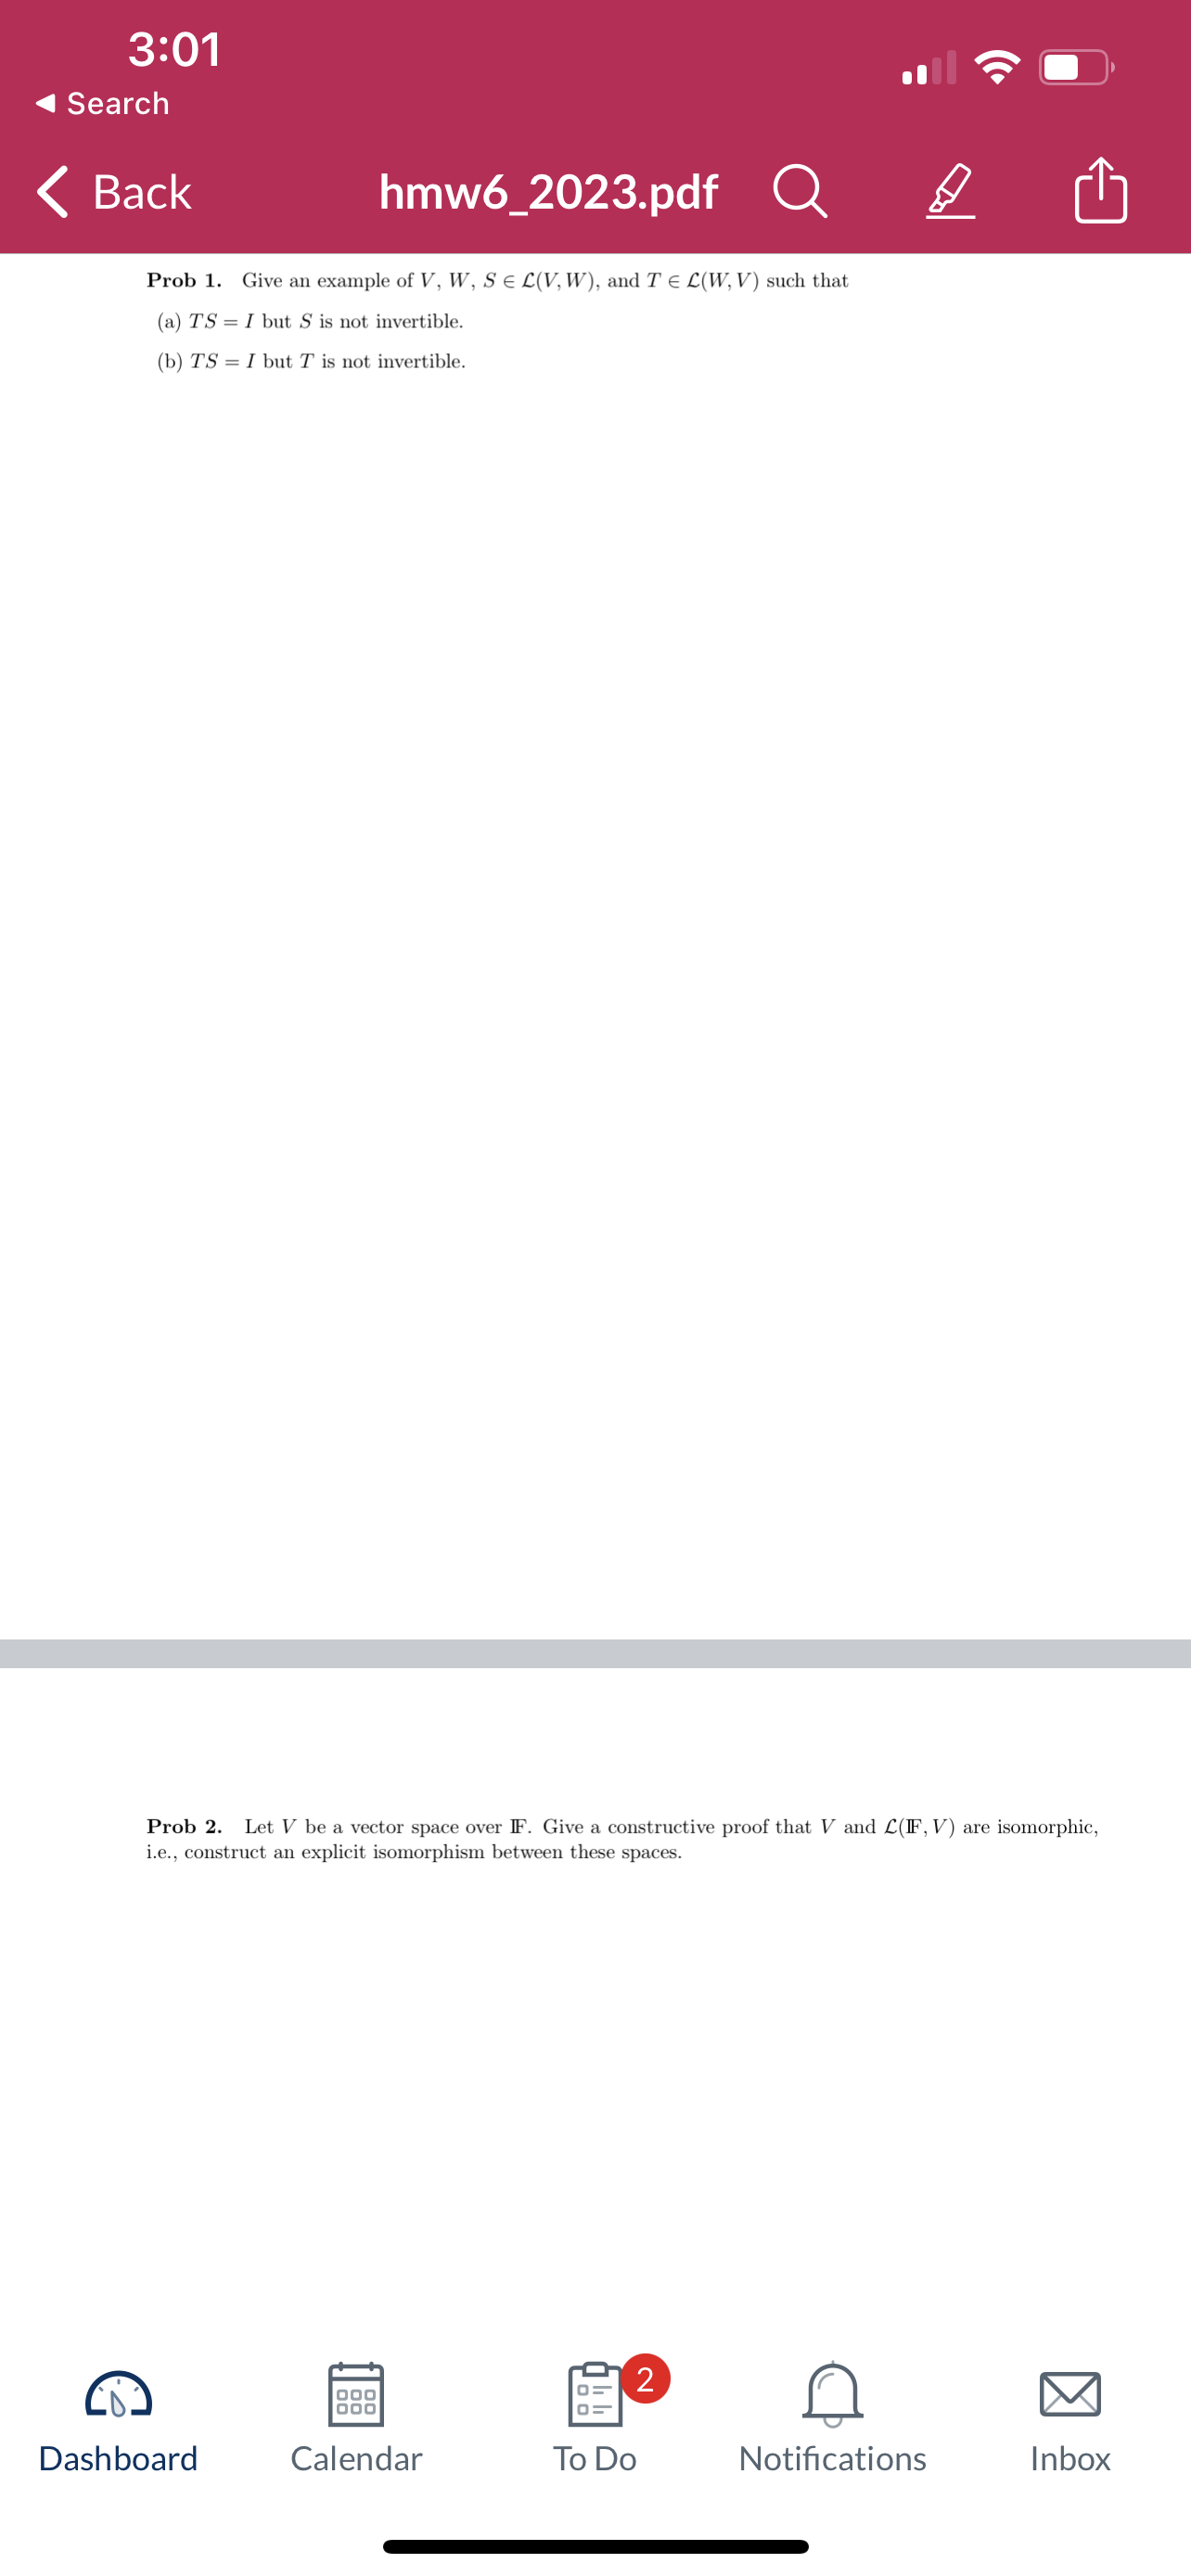 3:01
◀ Search
Back
hmw6_2023.pdf
Prob 1. Give an example of V, W, S ∈ ℒ(V, W), and T ∈ ℒ(W, V) such that
(a) TS = I but S is not invertible.
(b) TS = I but T is not invertible.
Prob 2. Let V be a vector space over 𝔽. Give a constructive proof that V and ℒ(𝔽, V) are isomorphic,
i.e., construct an explicit isomorphism between these spaces.
2
Dashboard
Calendar
To Do
Notifications
Inbox